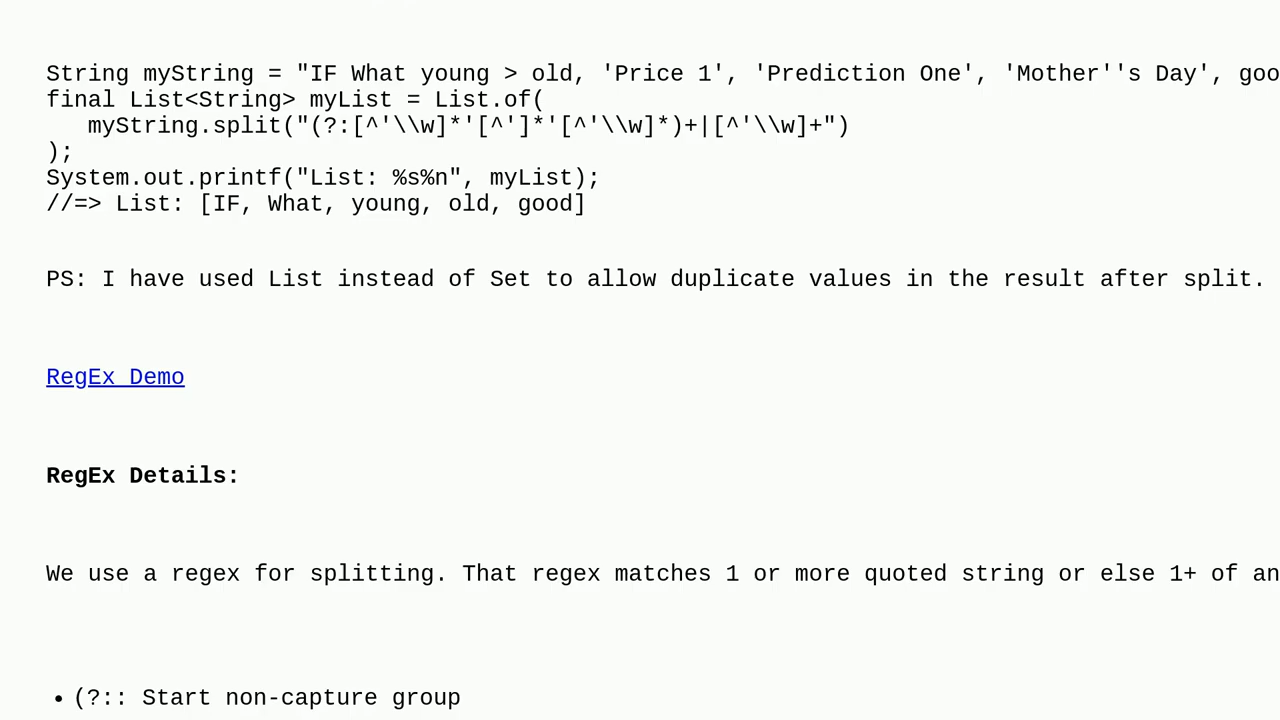 String myString = "IF What young > old, 'Price 1', 'Prediction One', 'Mother''s Day', goo
final List<String> myList = List.of(
   myString.split("(?:[^'\\w]*'[^']*'[^'\\w]*)+|[^'\\w]+")
);
System.out.printf("List: %s%n", myList);
//=> List: [IF, What, young, old, good]
PS: I have used List instead of Set to allow duplicate values in the result after split.
RegEx Demo
RegEx Details:
We use a regex for splitting. That regex matches 1 or more quoted string or else 1+ of an
• (?:: Start non-capture group